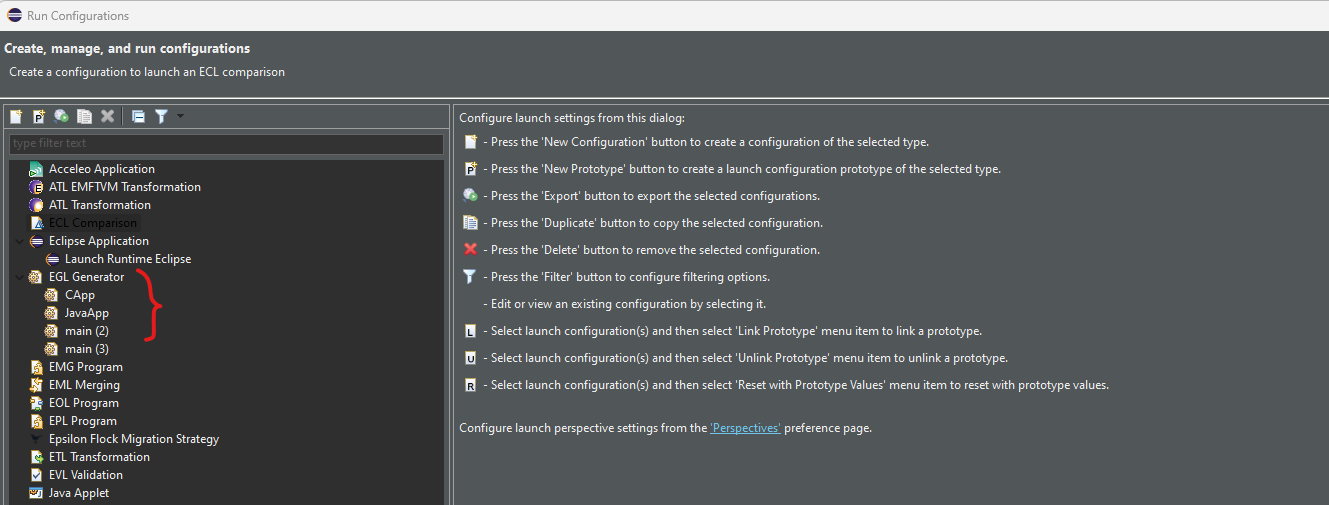 Run Configurations
Create, manage, and run configurations
Create a configuration to launch an ECL comparison
type filter text
Acceleo Application
ATL EMFTVM Transformation
ATL Transformation
ECL Comparison
Eclipse Application
Launch Runtime Eclipse
EGL Generator
CApp
JavaApp
main (2)
main (3)
EMG Program
EML Merging
EOL Program
EPL Program
Epsilon Flock Migration Strategy
ETL Transformation
EVL Validation
Java Applet
Configure launch settings from this dialog:
- Press the 'New Configuration' button to create a configuration of the selected type.
P - Press the 'New Prototype' button to create a launch configuration prototype of the selected type.
- Press the 'Export' button to export the selected configurations.
- Press the 'Duplicate' button to copy the selected configuration.
- Press the 'Delete' button to remove the selected configuration.
- Press the 'Filter' button to configure filtering options.
- Edit or view an existing configuration by selecting it.
L - Select launch configuration(s) and then select 'Link Prototype' menu item to link a prototype.
U - Select launch configuration(s) and then select 'Unlink Prototype' menu item to unlink a prototype.
R - Select launch configuration(s) and then select 'Reset with Prototype Values' menu item to reset with prototype values.
Configure launch perspective settings from the 'Perspectives' preference page.